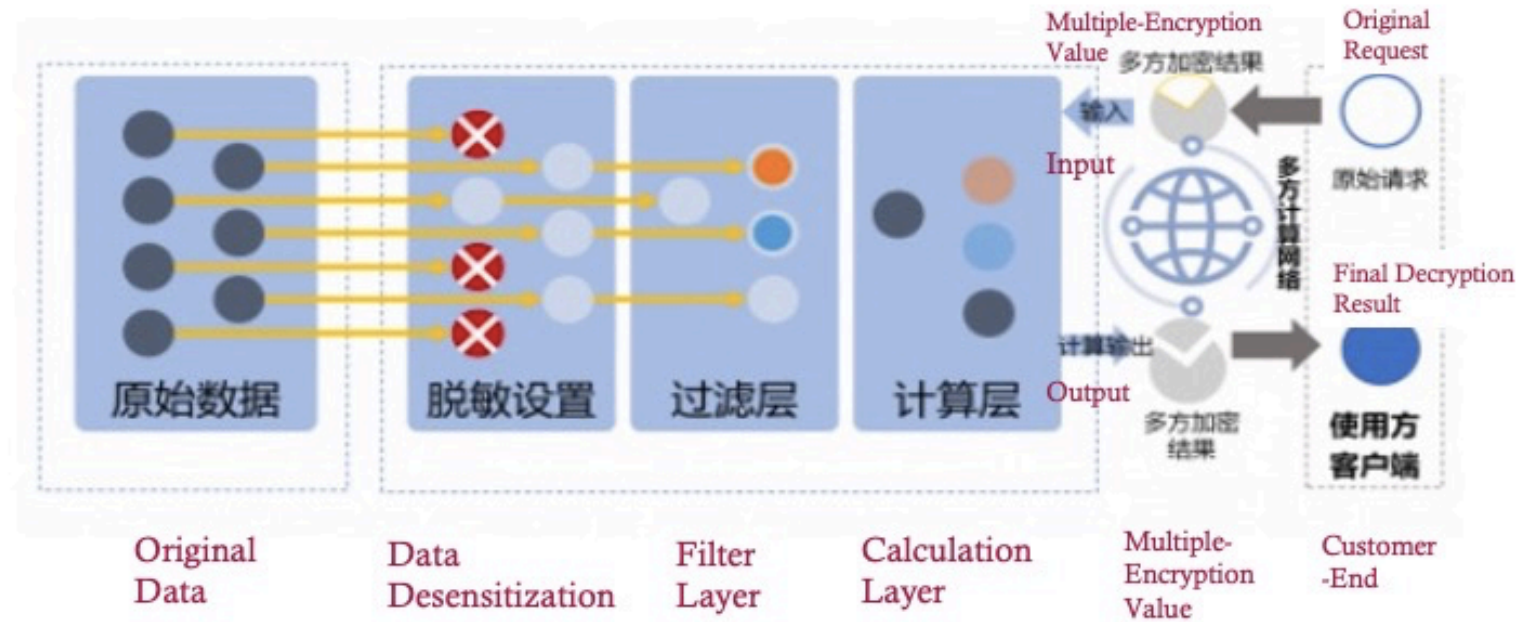 Multiple-Encryption
Value
多方加密结果
Original
Request
输入
Input
原始请求
多方计算网络
Final Decryption
Result
计算输出
Output
多方加密
结果
使用方
客户端
原始数据
脱敏设置
过滤层
计算层
Original
Data
Data
Desensitization
Filter
Layer
Calculation
Layer
Multiple-
Encryption
Value
Customer
-End